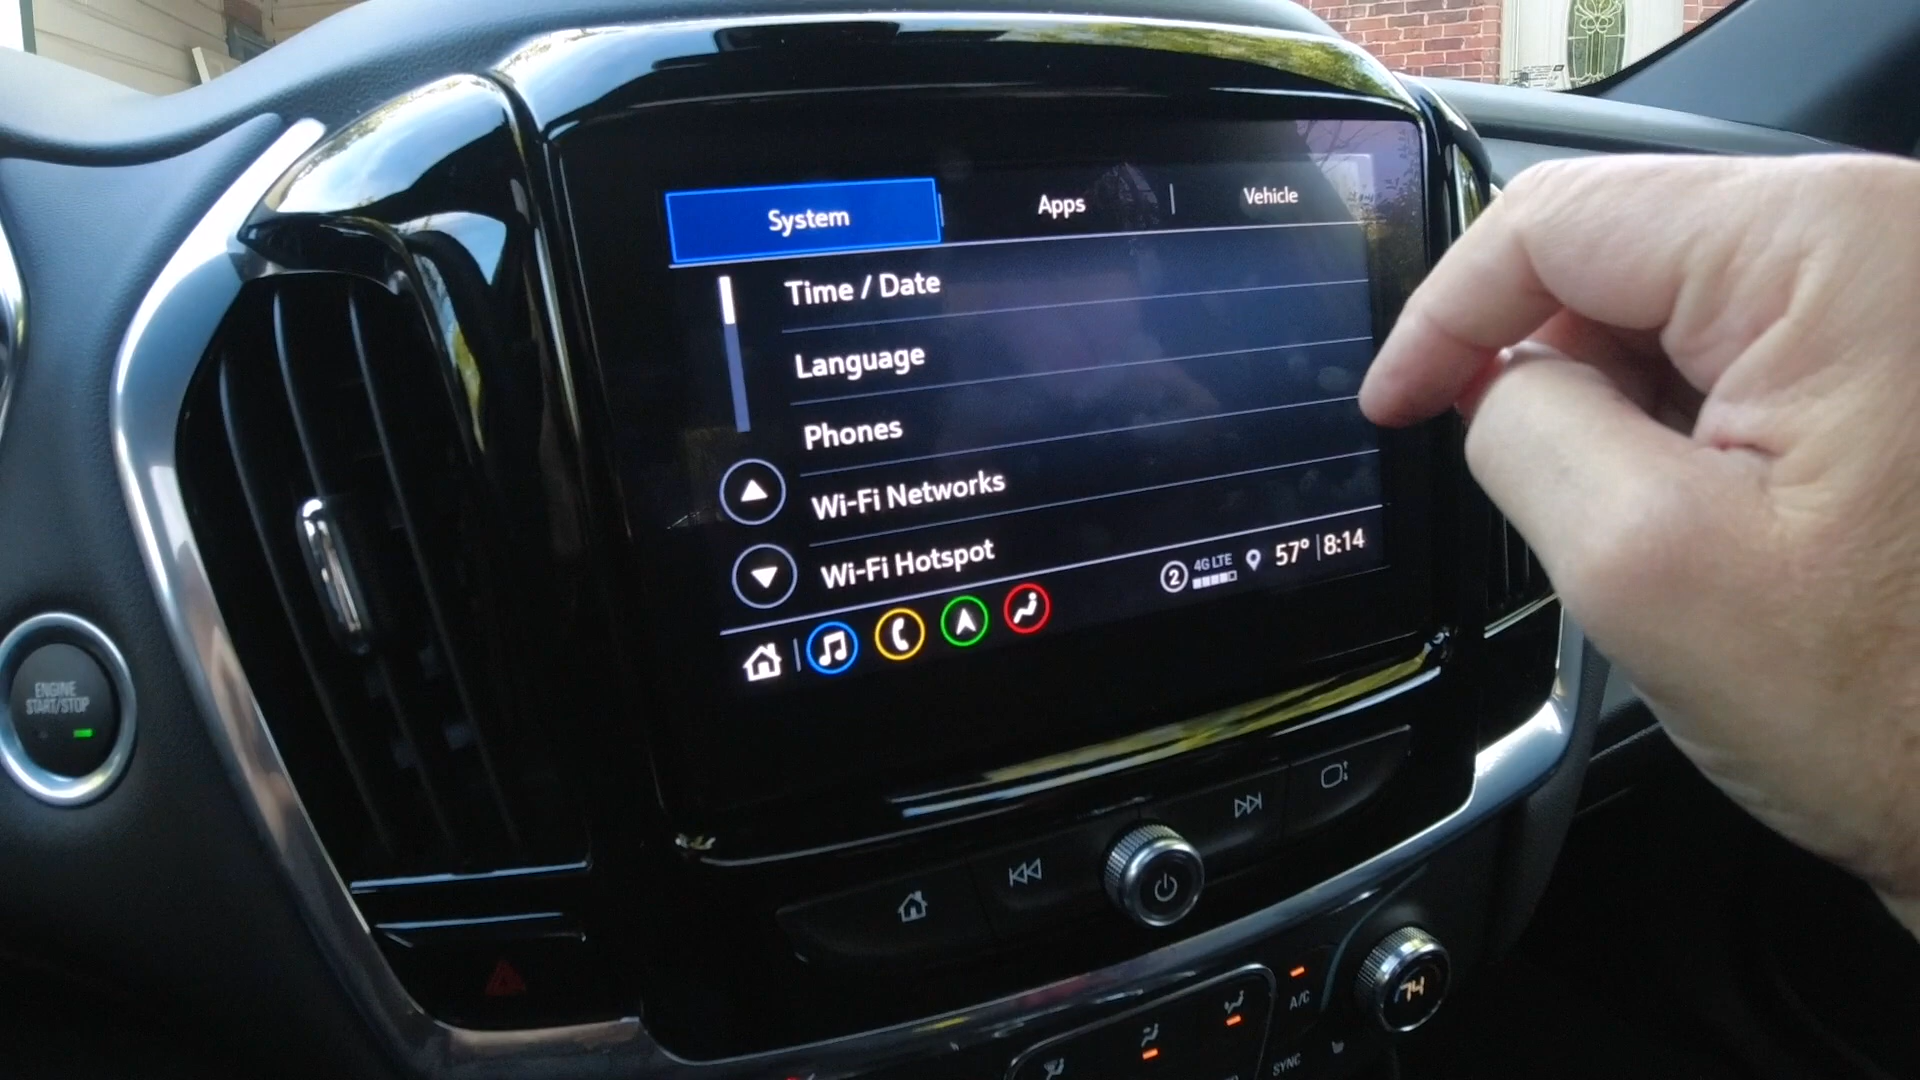 System
Apps
Vehicle
Time / Date
Language
Phones
Wi-Fi Networks
Wi-Fi Hotspot
2 4G LTE 57° 8:14
ENGINE
START/STOP
74
A/C
SYNC